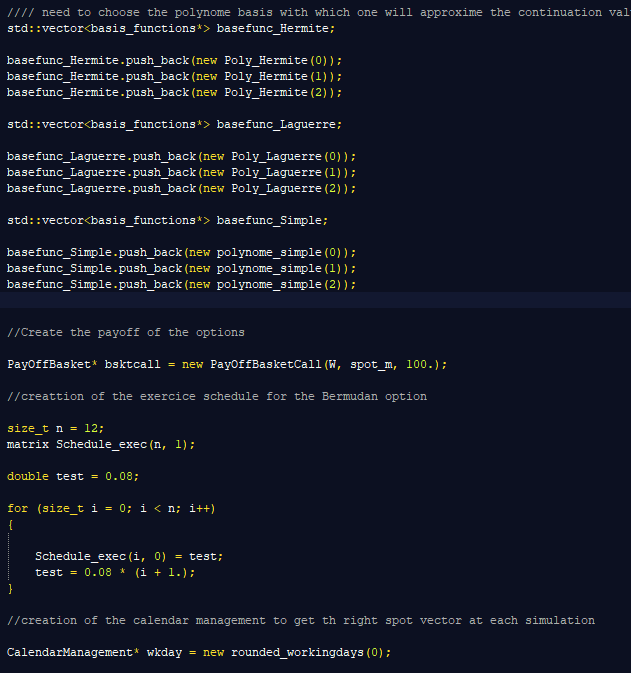 //// need to choose the polynome basis with which one will approxime the continuation val
std::vector<basis_functions*> basefunc_Hermite;
basefunc_Hermite.push_back(new Poly_Hermite(0));
basefunc_Hermite.push_back(new Poly_Hermite(1));
basefunc_Hermite.push_back(new Poly_Hermite(2));
std::vector<basis_functions*> basefunc_Laguerre;
basefunc_Laguerre.push_back(new Poly_Laguerre(0));
basefunc_Laguerre.push_back(new Poly_Laguerre(1));
basefunc_Laguerre.push_back(new Poly_Laguerre(2));
std::vector<basis_functions*> basefunc_Simple;
basefunc_Simple.push_back(new polynome_simple(0));
basefunc_Simple.push_back(new polynome_simple(1));
basefunc_Simple.push_back(new polynome_simple(2));
//Create the payoff of the options
PayOffBasket* bsktcall = new PayOffBasketCall(W, spot_m, 100.);
//creattion of the exercice schedule for the Bermudan option
size_t n = 12;
matrix Schedule_exec(n, 1);
double test = 0.08;
for (size_t i = 0; i < n; i++)
{
Schedule_exec(i, 0) = test;
test = 0.08 * (i + 1.);
}
//creation of the calendar management to get th right spot vector at each simulation
CalendarManagement* wkday = new rounded_workingdays(0);